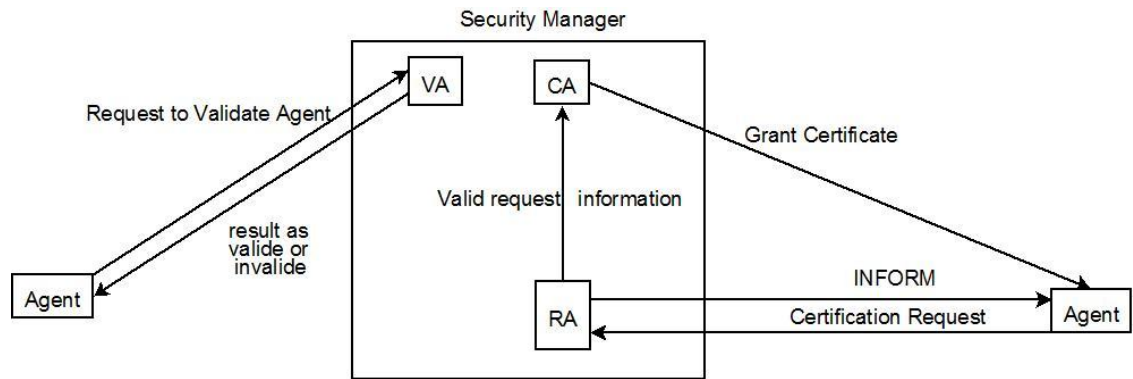 Security Manager
VA
CA
Request to Validate Agent
Grant Certificate
Valid request information
result as
valide or
invalide
Agent
INFORM
RA
Certification Request
Agent